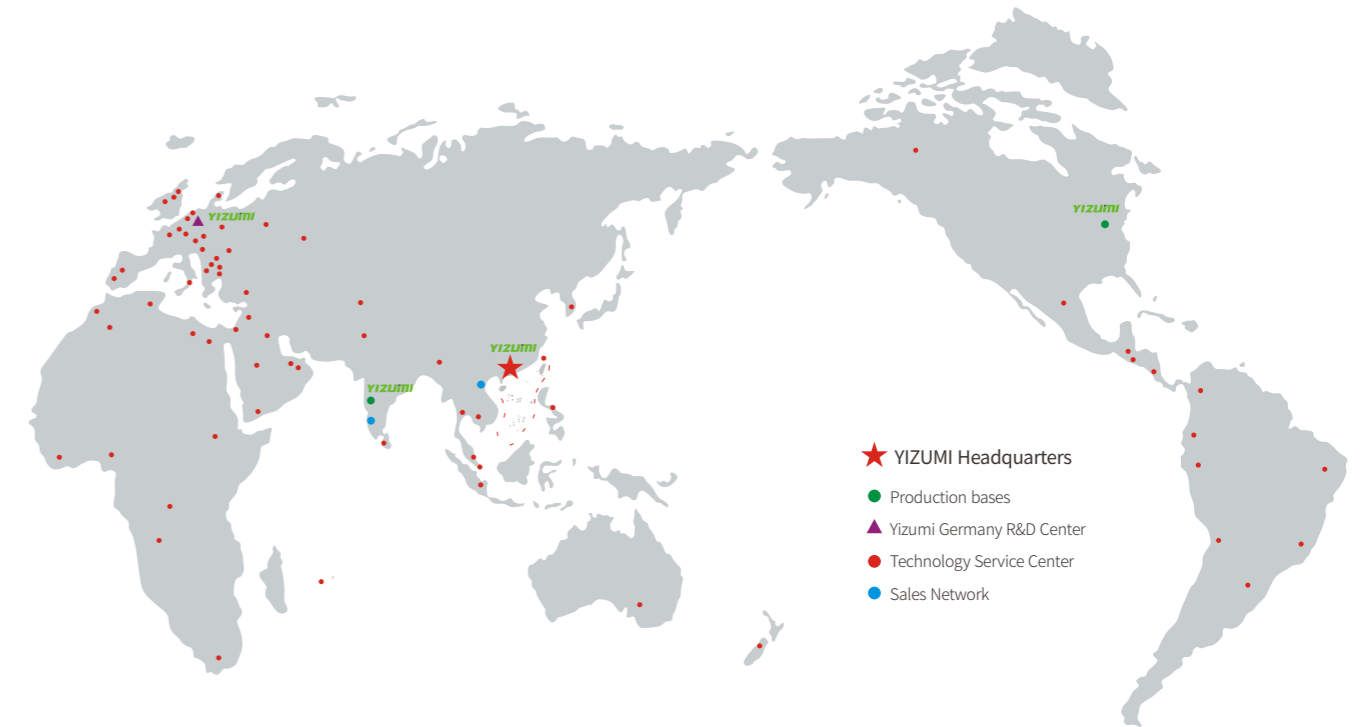 YIZUMI
YIZUMI
YIZUMI
YIZUMI
YIZUMI Headquarters
Production bases
Yizumi Germany R&D Center
Technology Service Center
Sales Network